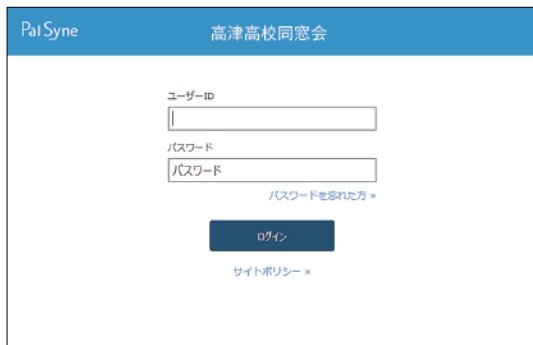 PalSyne
高津高校同窓会
ユーザーID
パスワード
パスワード
パスワードを忘れた方 »
ログイン
サイトポリシー »